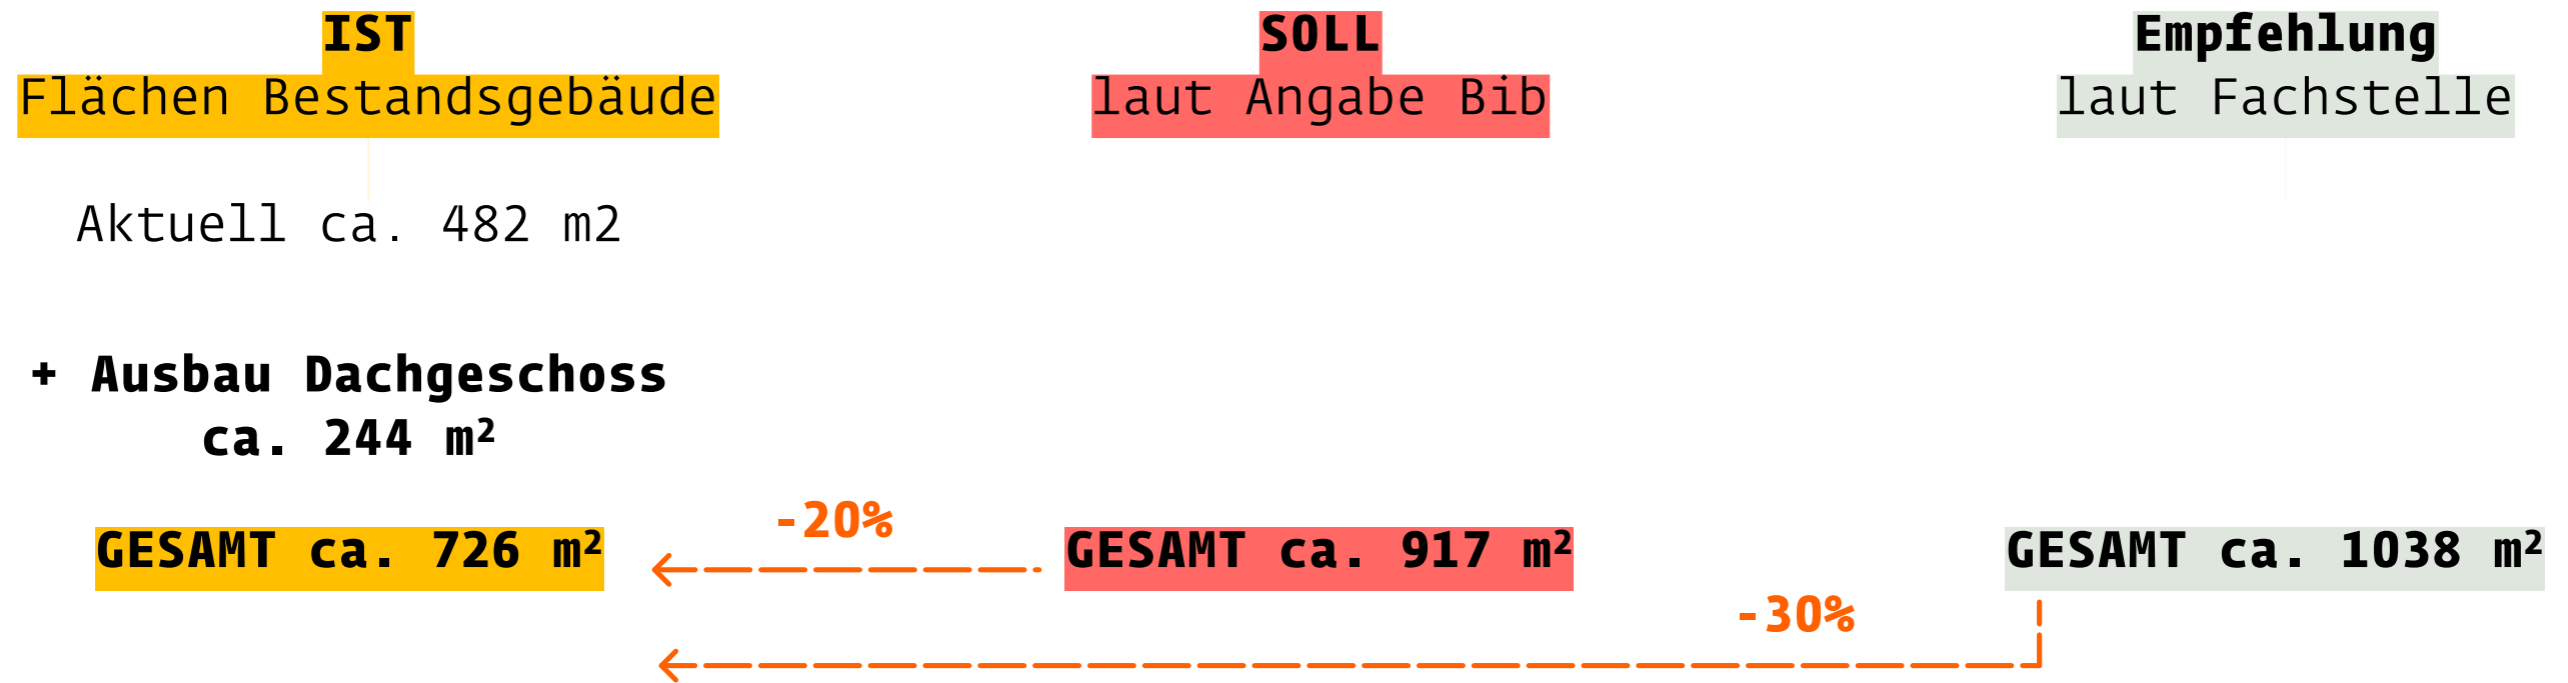 IST
Flächen Bestandsgebäude
Aktuell ca. 482 m2
+ Ausbau Dachgeschoss
ca. 244 m²
GESAMT ca. 726 m²
-20%
SOLL
laut Angabe Bib
GESAMT ca. 917 m²
-30%
Empfehlung
laut Fachstelle
GESAMT ca. 1038 m²